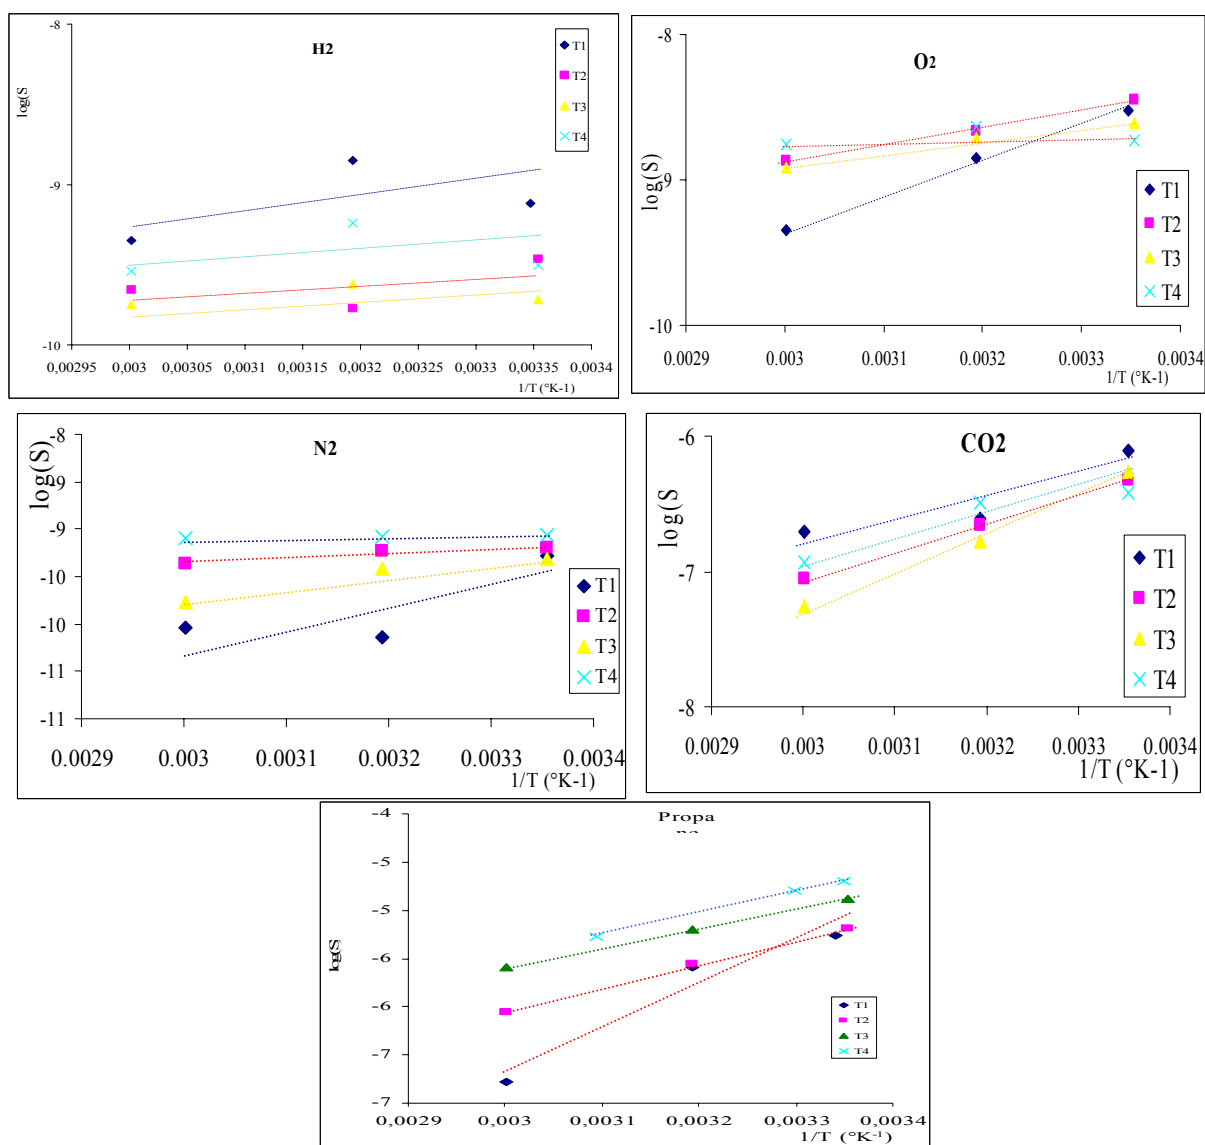 H2
log(S
-8
-9
-10
0,00295 0,003 0,00305 0,0031 0,00315 0,0032 0,00325 0,0033 0,00335 0,0034
1/T (°K-1)
T1
T2
T3
T4
O2
log(S)
-8
-9
-10
0.0029 0.003 0.0031 0.0032 0.0033 0.0034
1/T (°K-1)
T1
T2
T3
T4
N2
log(S)
-8
-9
-9
-10
-10
-11
-11
0.0029 0.003 0.0031 0.0032 0.0033 0.0034
1/T (°K-1)
T1
T2
T3
T4
CO2
log(S
-6
-7
-8
0.0029 0.003 0.0031 0.0032 0.0033 0.0034
1/T (°K-1)
T1
T2
T3
T4
Propa
log(S)
-4
-5
-5
-6
-6
-7
-7
0,0029 0,003 0,0031 0,0032 0,0033 0,0034
1/T (°K-1)
T1
T2
T3
T4